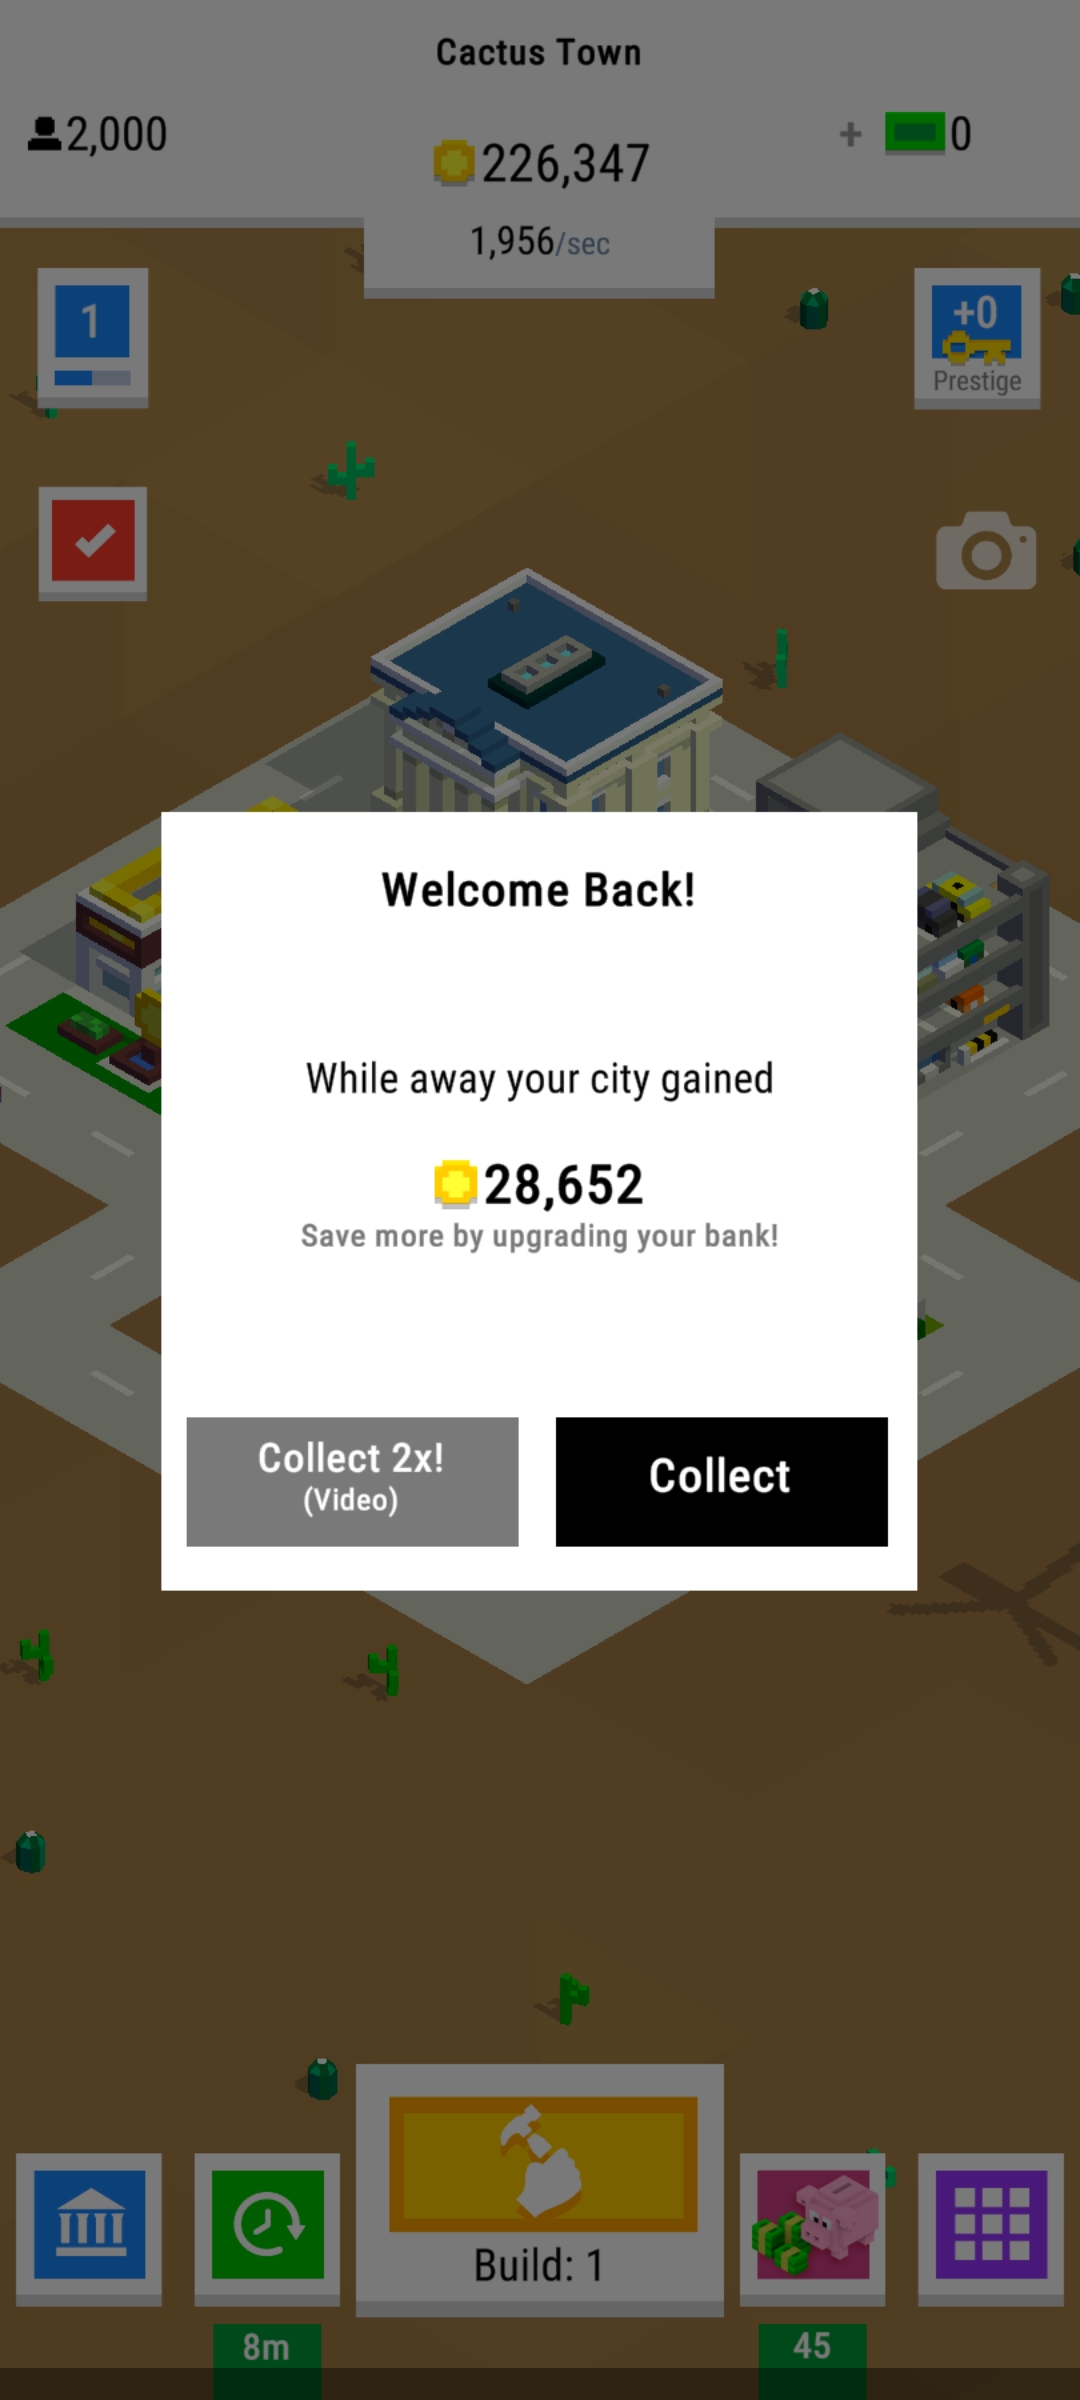 Cactus Town
2,000
226,347
+ 0
1,956/sec
1
+0
Prestige
Welcome Back!
While away your city gained
28,652
Save more by upgrading your bank!
Collect 2x!
(Video)
Collect
Build: 1
8m
45